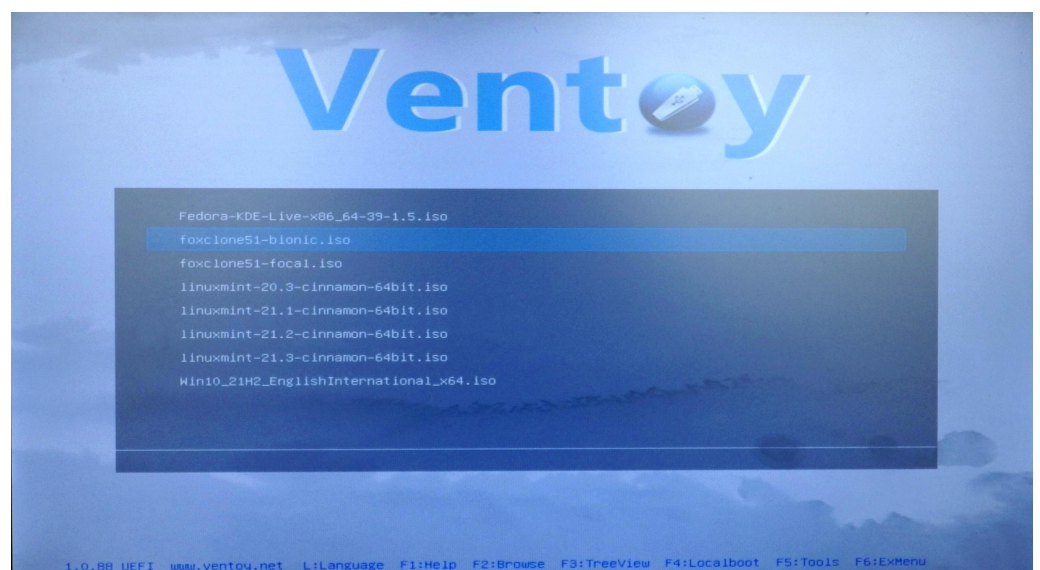 Ventoy
Fedora-KDE-Live-x86_64-39-1.5.iso
foxclone51-bionic.iso
foxclone51-focal.iso
linuxmint-20.3-cinnamon-64bit.iso
linuxmint-21.1-cinnamon-64bit.iso
linuxmint-21.2-cinnamon-64bit.iso
linuxmint-21.3-cinnamon-64bit.iso
Win10_21H2_EnglishInternational_x64.iso
1.0.88 UEFI www.ventoy.net L:Language F1:Help F2:Browse F3:TreeView F4:Localboot F5:Tools F6:ExMenu